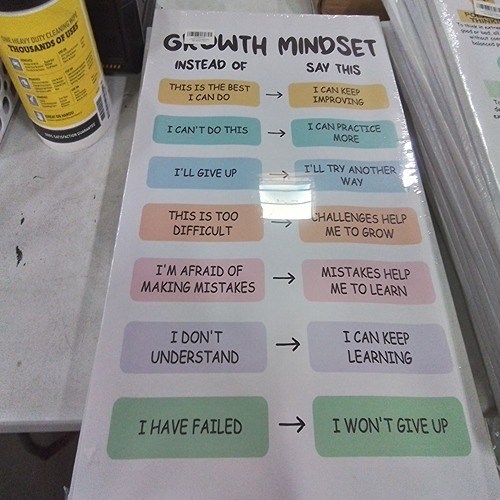 HEAVY DUTY CLEANING
THOUSANDS OF USES
GROWTH MINDSET
INSTEAD OF SAY THIS
THIS IS THE BEST
I CAN DO
→ I CAN KEEP
IMPROVING
I CAN'T DO THIS → I CAN PRACTICE
MORE
I'LL GIVE UP → I'LL TRY ANOTHER
WAY
THIS IS TOO
DIFFICULT
→ CHALLENGES HELP
ME TO GROW
I'M AFRAID OF
MAKING MISTAKES
→ MISTAKES HELP
ME TO LEARN
I DON'T
UNDERSTAND
→ I CAN KEEP
LEARNING
I HAVE FAILED → I WON'T GIVE UP